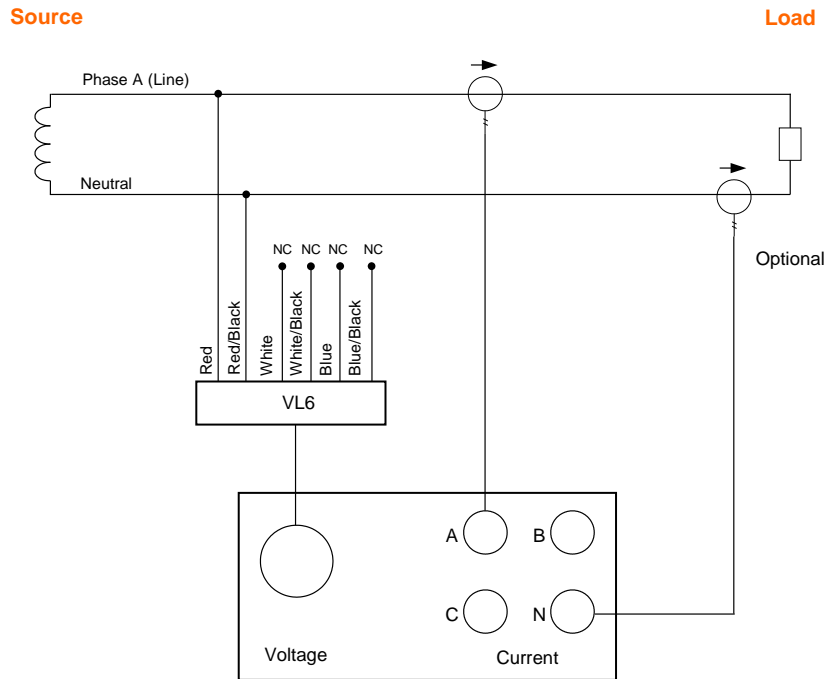 Source
Load
Phase A (Line)
Neutral
Optional
NC NC NC NC
Red
Red/Black
White
White/Black
Blue
Blue/Black
VL6
A
B
C
N
Voltage
Current